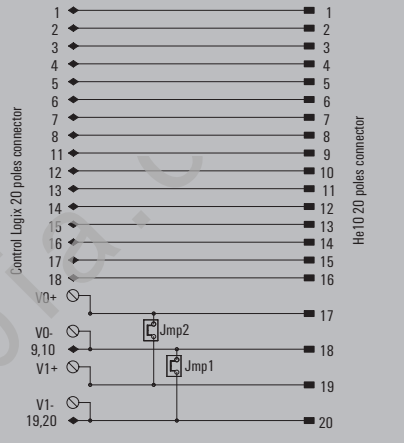 Control Logix 20 poles connector
He10 20 poles connector
1 1
2 2
3 3
4 4
5 5
6 6
7 7
8 8
11 9
12 10
13 11
14 12
15 13
16 14
17 15
18 16
V0+
17
Jmp2
V0-
9,10 18
V1+
Jmp1
19
V1-
19,20 20